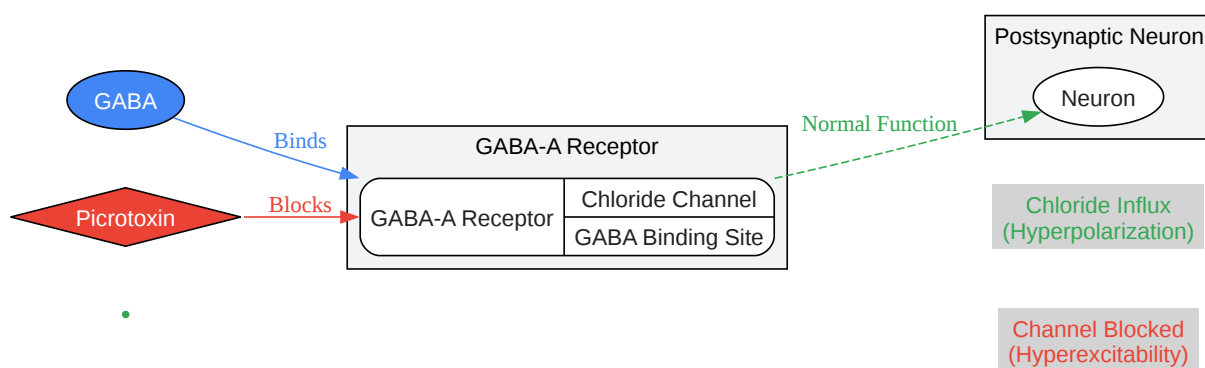 Postsynaptic Neuron
GABA
Neuron
Binds
Normal Function
GABA-A Receptor
Picrotoxin
Blocks
GABA-A Receptor
Chloride Channel
GABA Binding Site
Chloride Influx
(Hyperpolarization)
Channel Blocked
(Hyperexcitability)